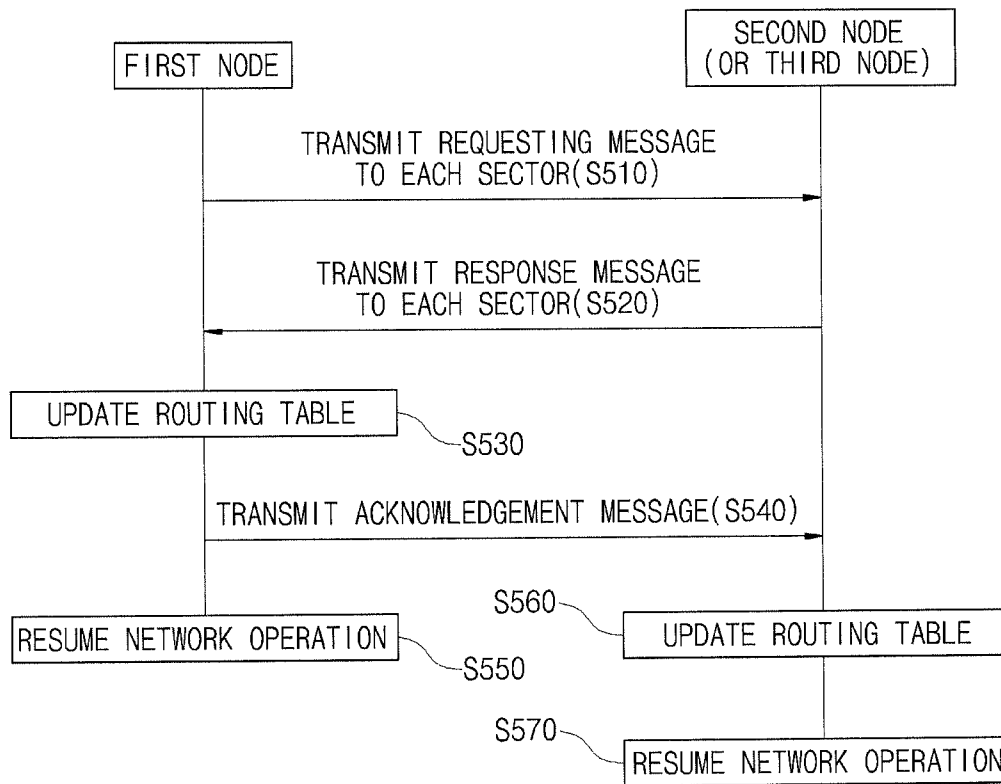 FIRST NODE
SECOND NODE
(OR THIRD NODE)
TRANSMIT REQUESTING MESSAGE
TO EACH SECTOR(S510)
TRANSMIT RESPONSE MESSAGE
TO EACH SECTOR(S520)
UPDATE ROUTING TABLE
S530
TRANSMIT ACKNOWLEDGEMENT MESSAGE(S540)
RESUME NETWORK OPERATION
S550
S560
UPDATE ROUTING TABLE
S570
RESUME NETWORK OPERATION